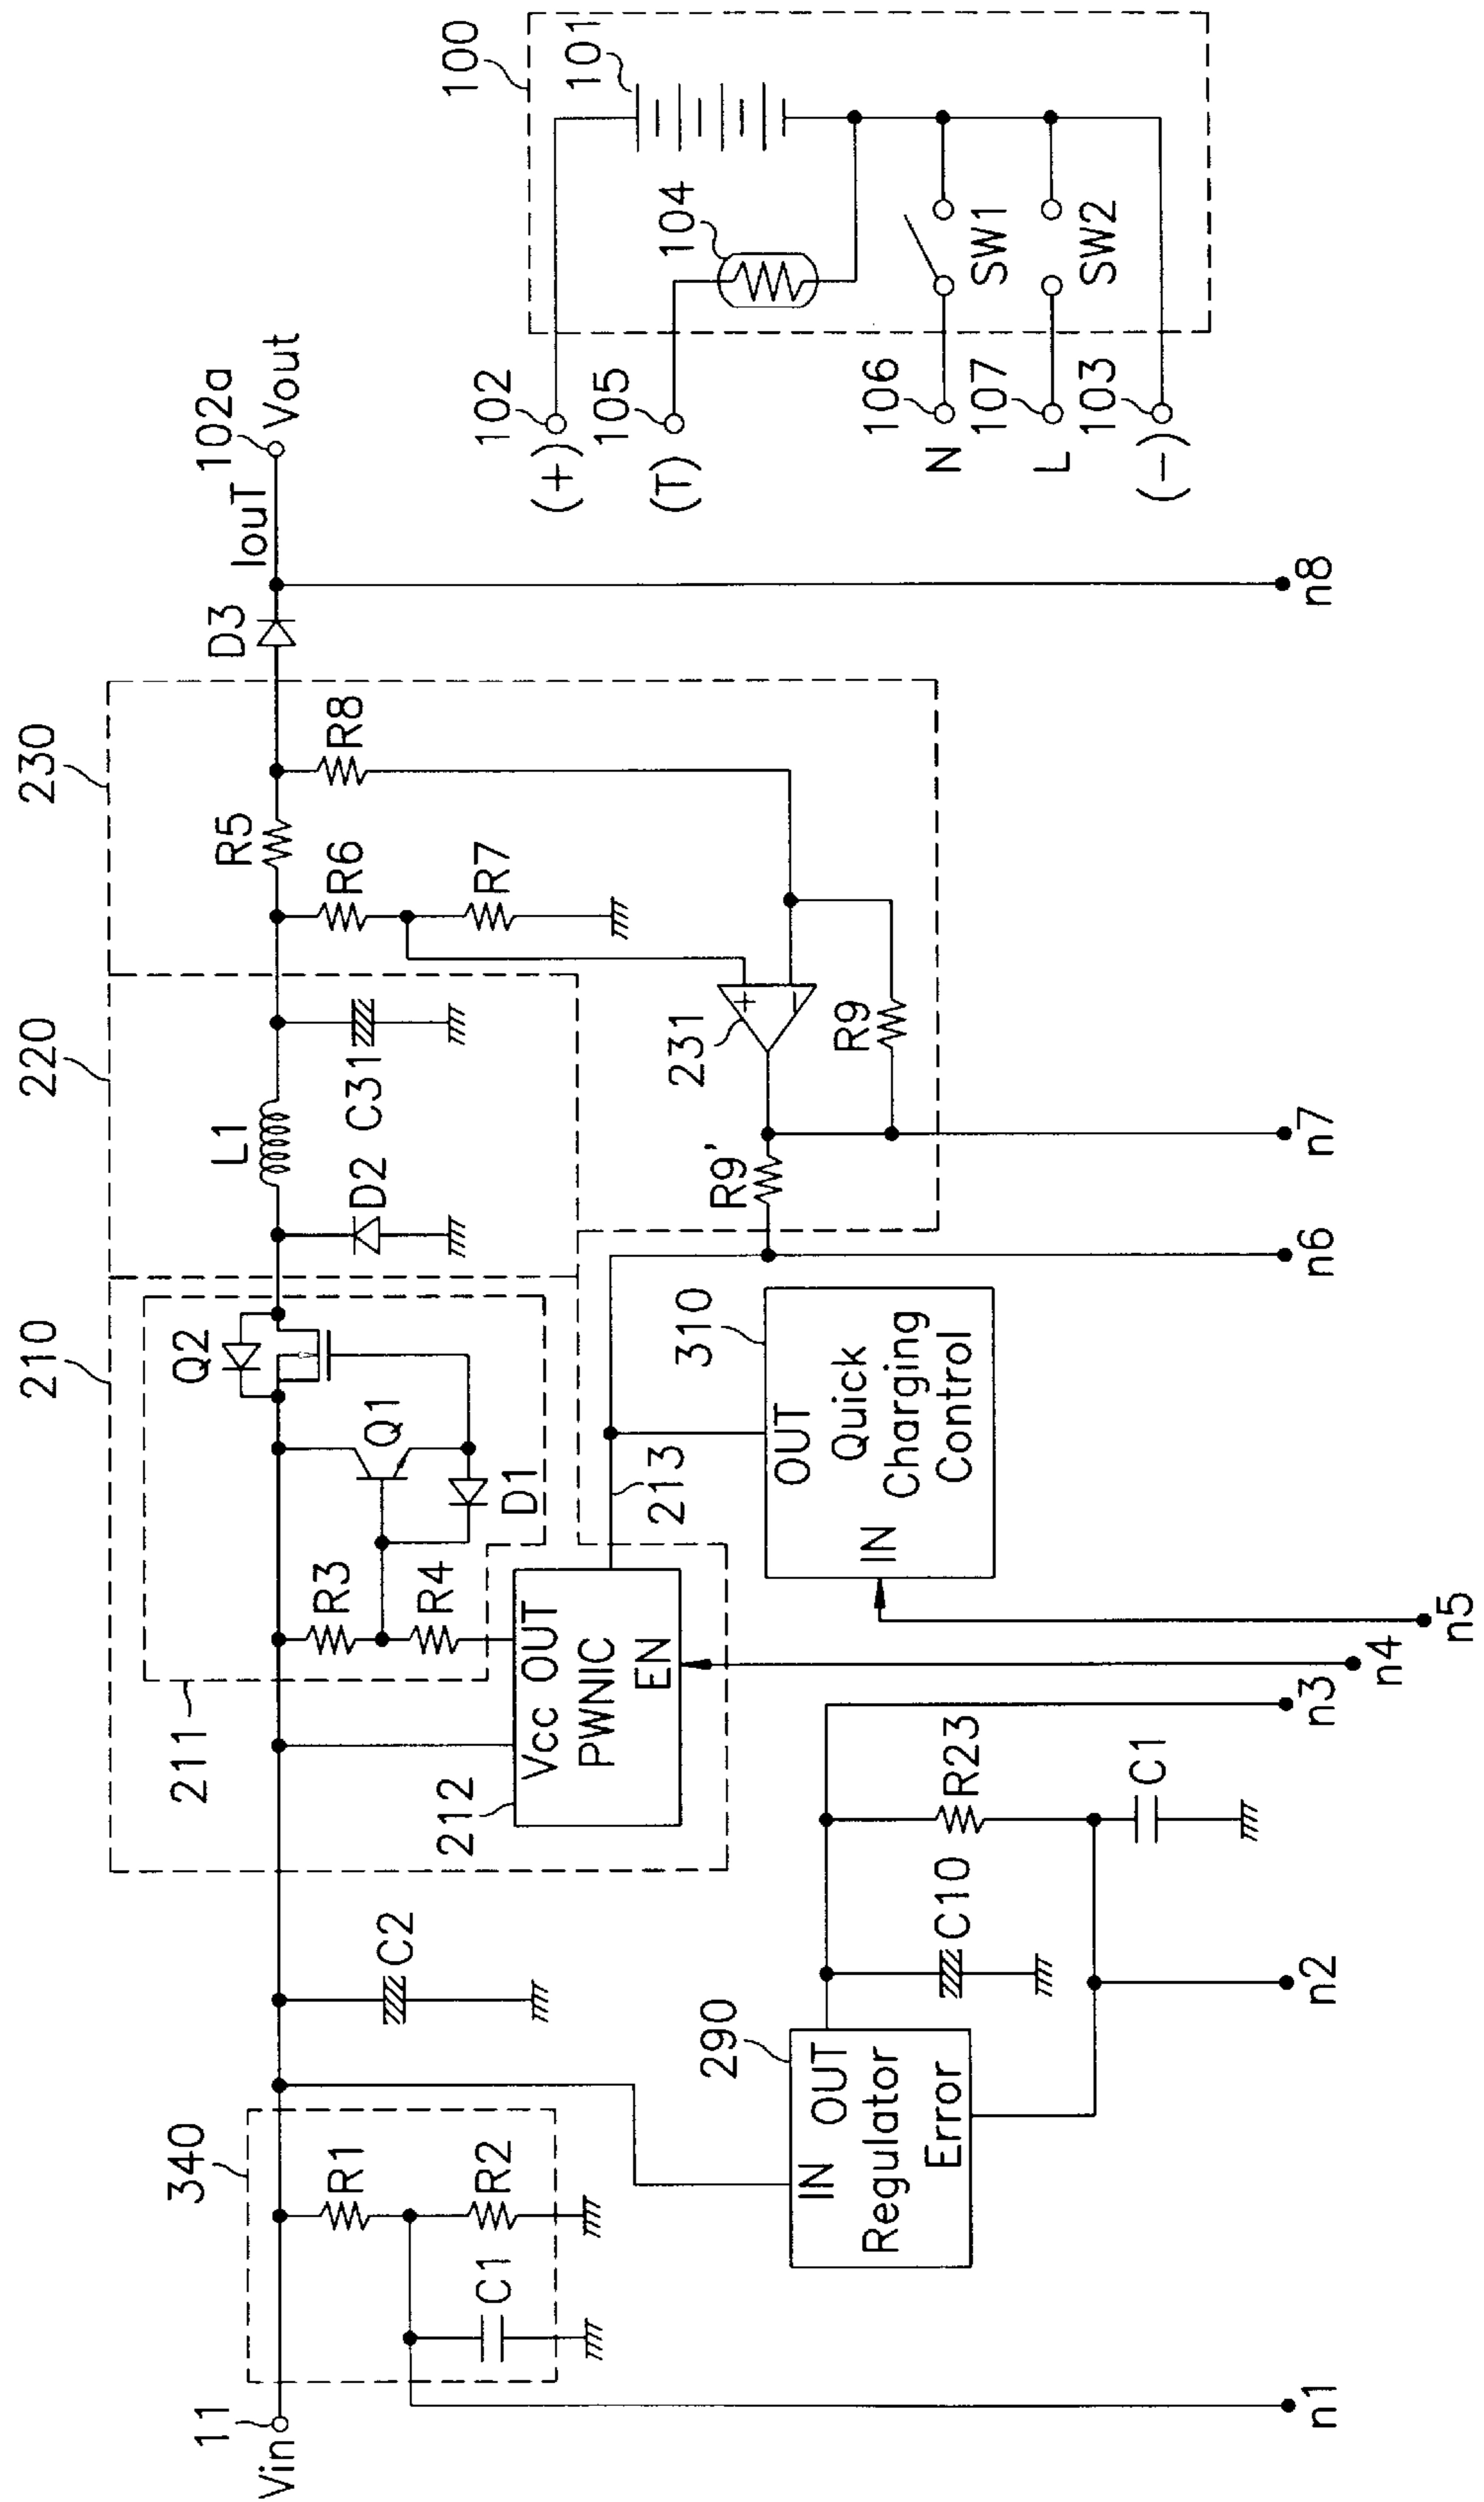 Vin
11
340
R1
R2
C1
n1
C2
290
IN OUT
Regulator
Error
C10
R23
C1
n2
n3
n4
n5
210
211
212
Vcc OUT
PWNIC
EN
R3
R4
Q1
Q2
D1
213
310
OUT
IN
Quick
Charging
Control
220
D2
L1
C31
230
R5
R6
R7
R8
231
+
−
R9
R9'
n6
n7
n8
D3
IouT
102a
Vout
100
101
104
102
(+)
105
(T)
106
N
107
L
103
(−)
SW1
SW2